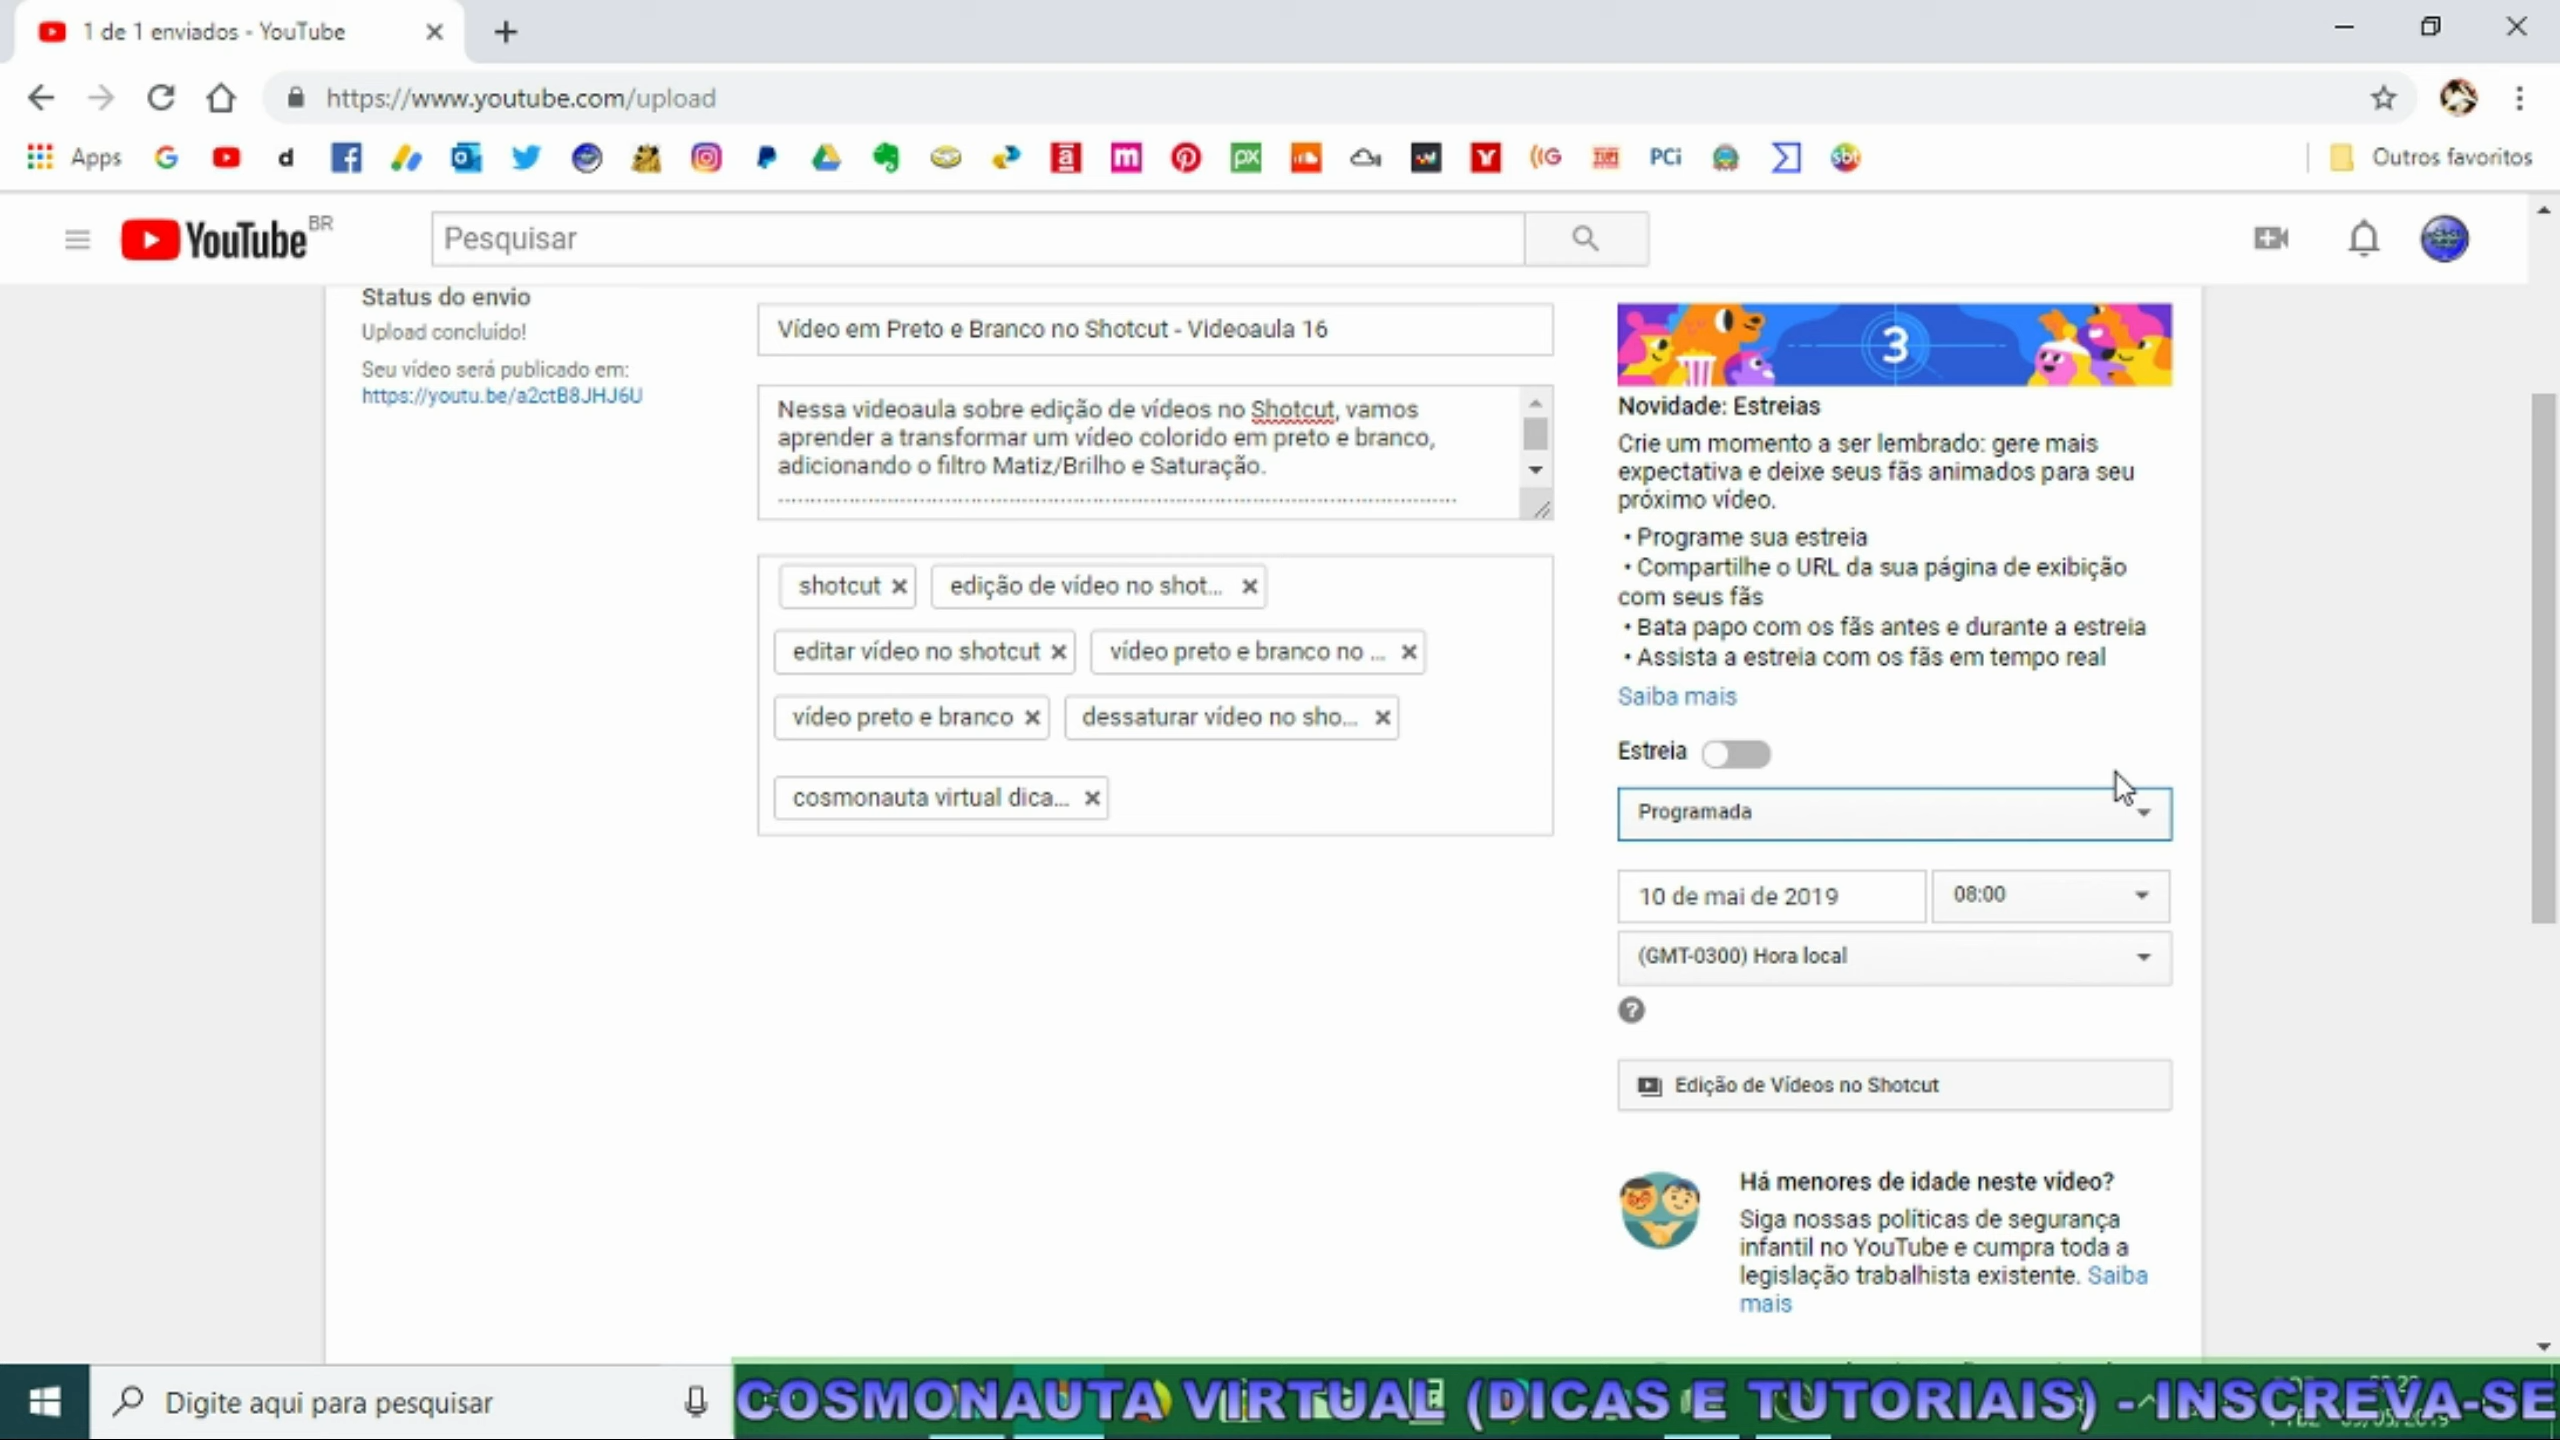 1 de 1 enviados - YouTube
https://www.youtube.com/upload
Apps
PCi
Outros favoritos
YouTube BR
Pesquisar
Status do envio
Upload concluído!
Seu vídeo será publicado em:
https://youtu.be/a2ctB8JHJ6U
Vídeo em Preto e Branco no Shotcut - Videoaula 16
Nessa videoaula sobre edição de vídeos no Shotcut, vamos
aprender a transformar um vídeo colorido em preto e branco,
adicionando o filtro Matiz/Brilho e Saturação.
shotcut
edição de vídeo no shot...
editar vídeo no shotcut
vídeo preto e branco no ...
vídeo preto e branco
dessaturar vídeo no sho...
cosmonauta virtual dica...
3
Novidade: Estreias
Crie um momento a ser lembrado: gere mais
expectativa e deixe seus fãs animados para seu
próximo vídeo.
• Programe sua estreia
• Compartilhe o URL da sua página de exibição
com seus fãs
• Bata papo com os fãs antes e durante a estreia
• Assista a estreia com os fãs em tempo real
Saiba mais
Estreia
Programada
10 de mai de 2019
08:00
(GMT-0300) Hora local
?
Edição de Vídeos no Shotcut
Há menores de idade neste vídeo?
Siga nossas políticas de segurança
infantil no YouTube e cumpra toda a
legislação trabalhista existente. Saiba
mais
Digite aqui para pesquisar
COSMONAUTA VIRTUAL (DICAS E TUTORIAIS) - INSCREVA-SE